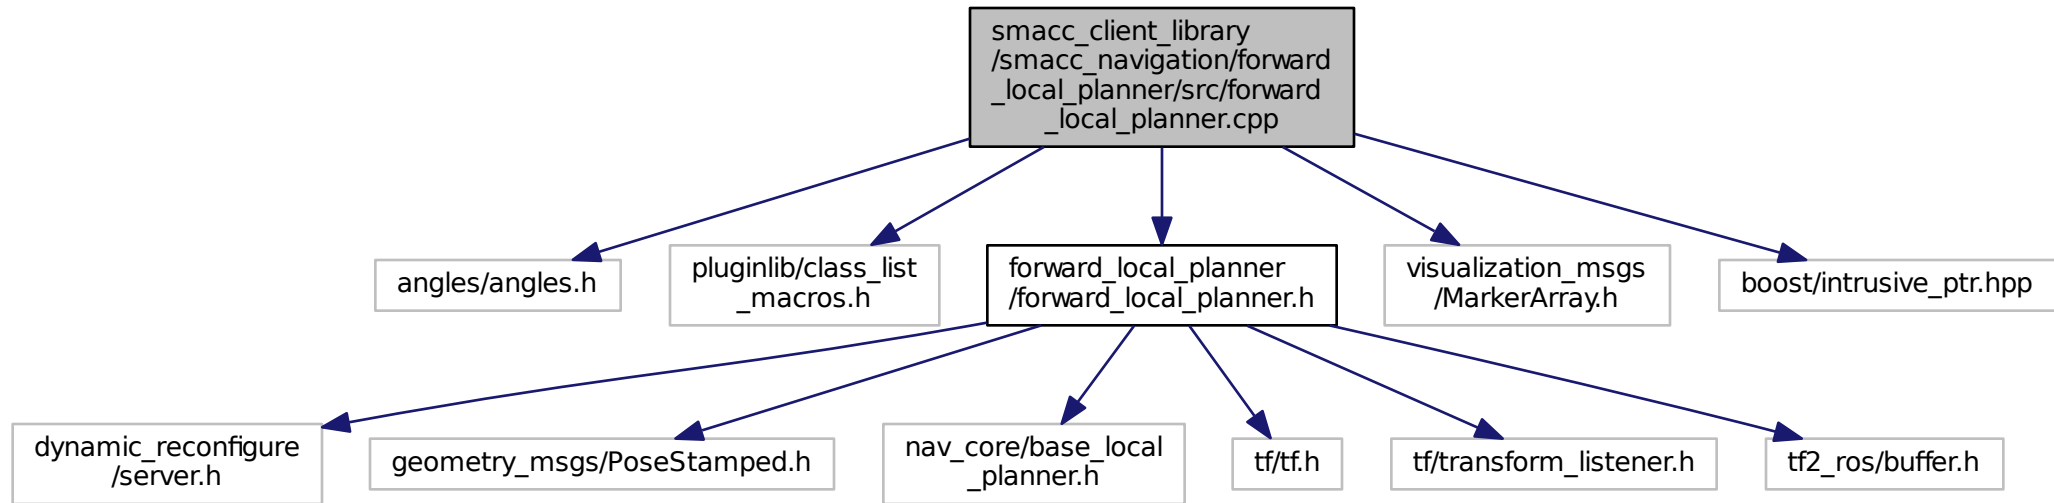 smacc_client_library
/smacc_navigation/forward
_local_planner/src/forward
_local_planner.cpp
angles/angles.h
pluginlib/class_list
_macros.h
forward_local_planner
/forward_local_planner.h
visualization_msgs
/MarkerArray.h
boost/intrusive_ptr.hpp
dynamic_reconfigure
/server.h
geometry_msgs/PoseStamped.h
nav_core/base_local
_planner.h
tf/tf.h
tf/transform_listener.h
tf2_ros/buffer.h